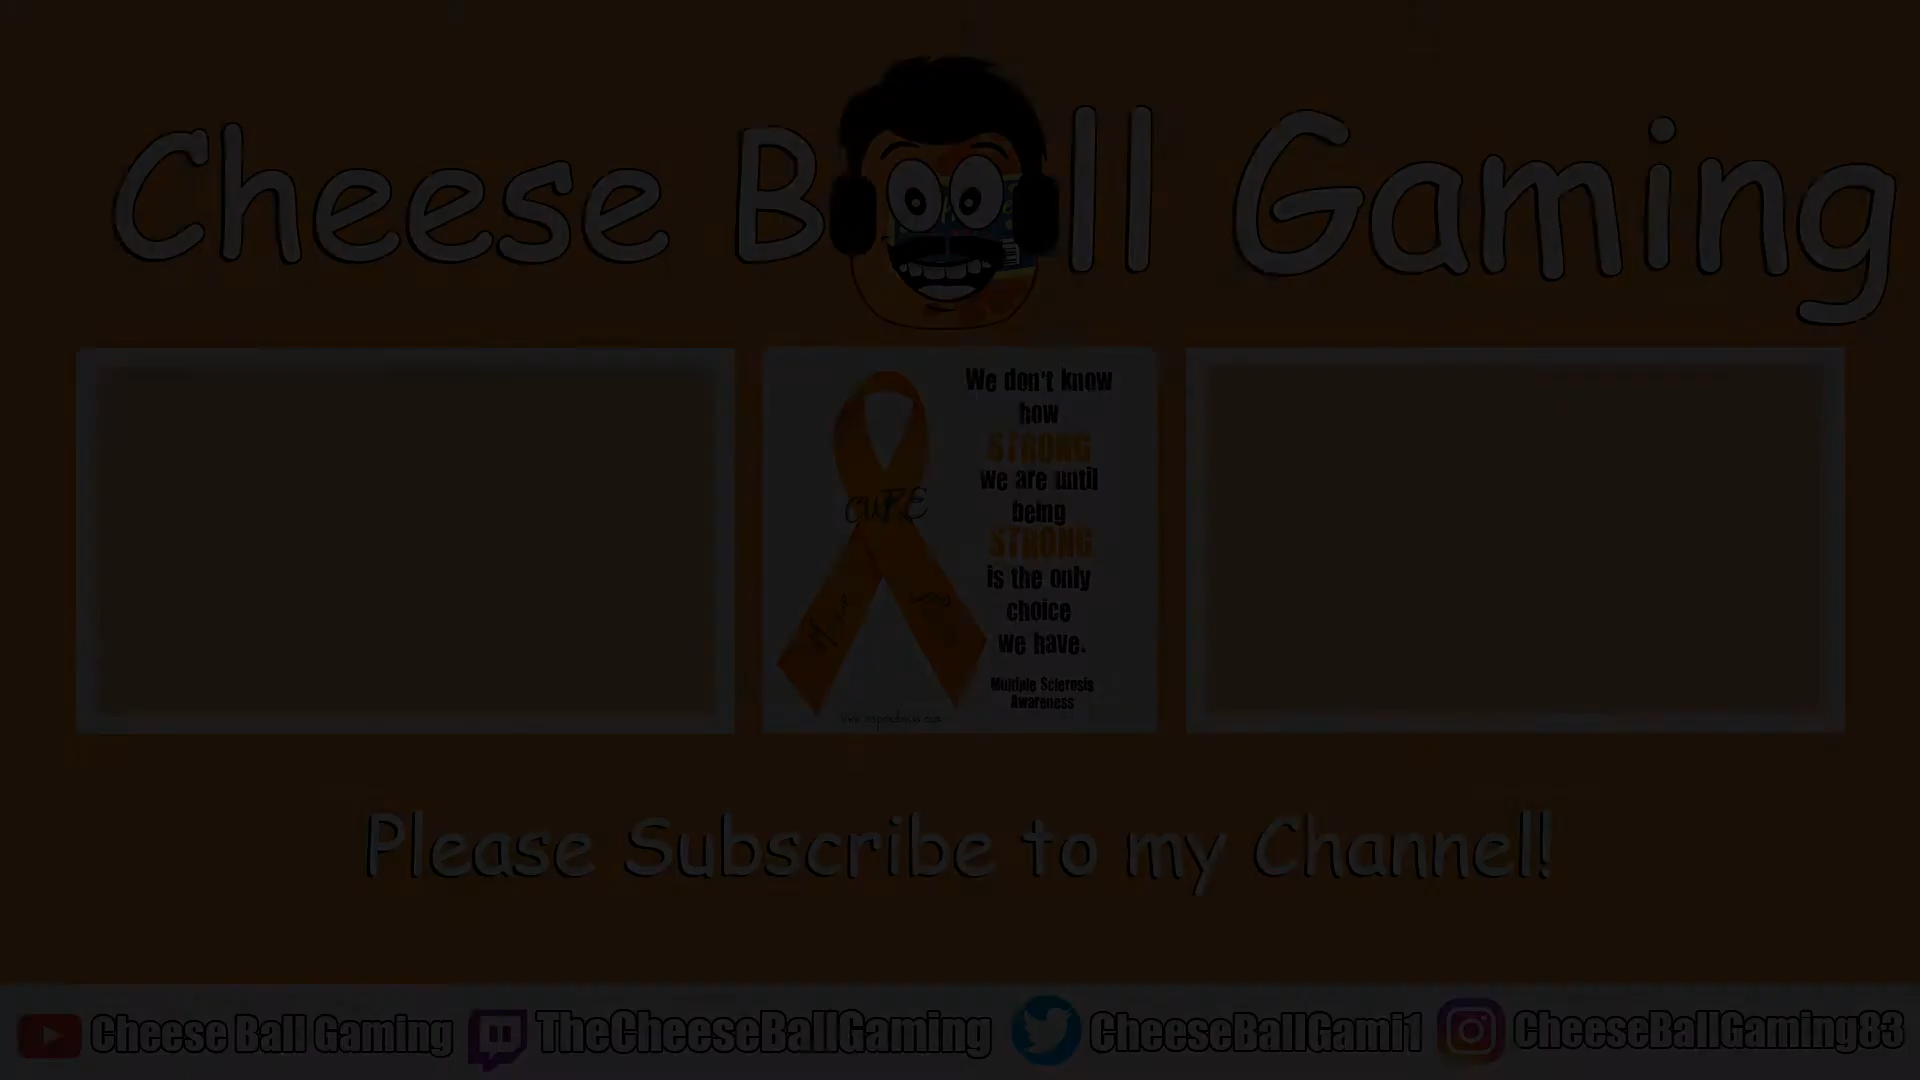 Cheese B ll Gaming
We don't know
how
STRONG
we are until
being
STRONG
is the only
choice
we have.
Multiple Sclerosis
Awareness
CURE
Please Subscribe to my Channel!
Cheese Ball Gaming TheCheeseBallGaming CheeseBallGami1 CheeseBallGaming83